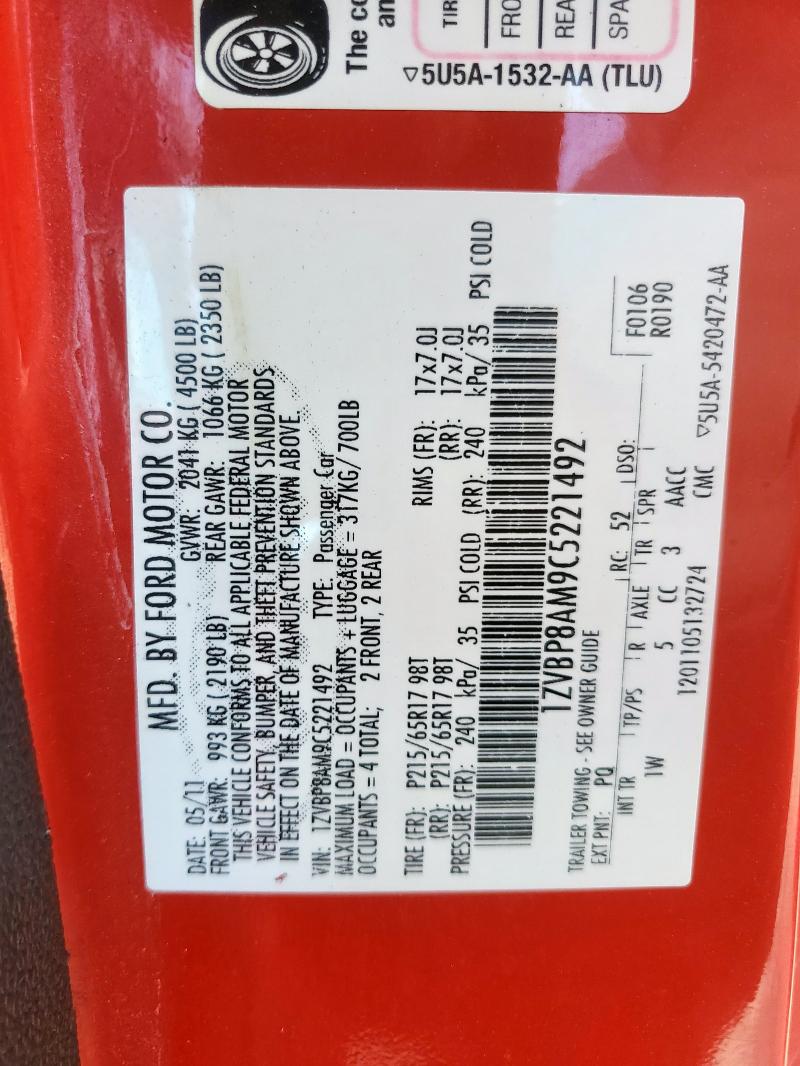 The co
an
TIR
FRO
REA
SPA
▽5U5A-1532-AA (TLU)
MFD. BY FORD MOTOR CO.
DATE: 05/11 GVWR: 2041 KG ( 4500 LB)
FRONT GAWR: 993 KG ( 2190 LB) REAR GAWR: 1066 KG ( 2350 LB)
THIS VEHICLE CONFORMS TO ALL APPLICABLE FEDERAL MOTOR
VEHICLE SAFETY, BUMPER, AND THEFT PREVENTION STANDARDS
IN EFFECT ON THE DATE OF MANUFACTURE SHOWN ABOVE.
VIN: 1ZVBP8AM9C5221492 TYPE: Passenger Car
MAXIMUM LOAD = OCCUPANTS + LUGGAGE = 317KG/700LB
OCCUPANTS = 4 TOTAL; 2 FRONT, 2 REAR
TIRE (FR): P215/65R17 98T RIMS (FR): 17x7.0J
(RR): P215/65R17 98T (RR): 17x7.0J
PRESSURE (FR): 240 kPa/ 35 PSI COLD (RR): 240 kPa/ 35 PSI COLD
1ZVBP8AM9C5221492
TRAILER TOWING - SEE OWNER GUIDE
EXT PNT: PQ RC: 52 DSO: F0106
R0190
INT TR TP/PS R AXLE TR SPR
1W 5 CC 3 AACC
1201105132724 CMC ▽5U5A-5420472-AA